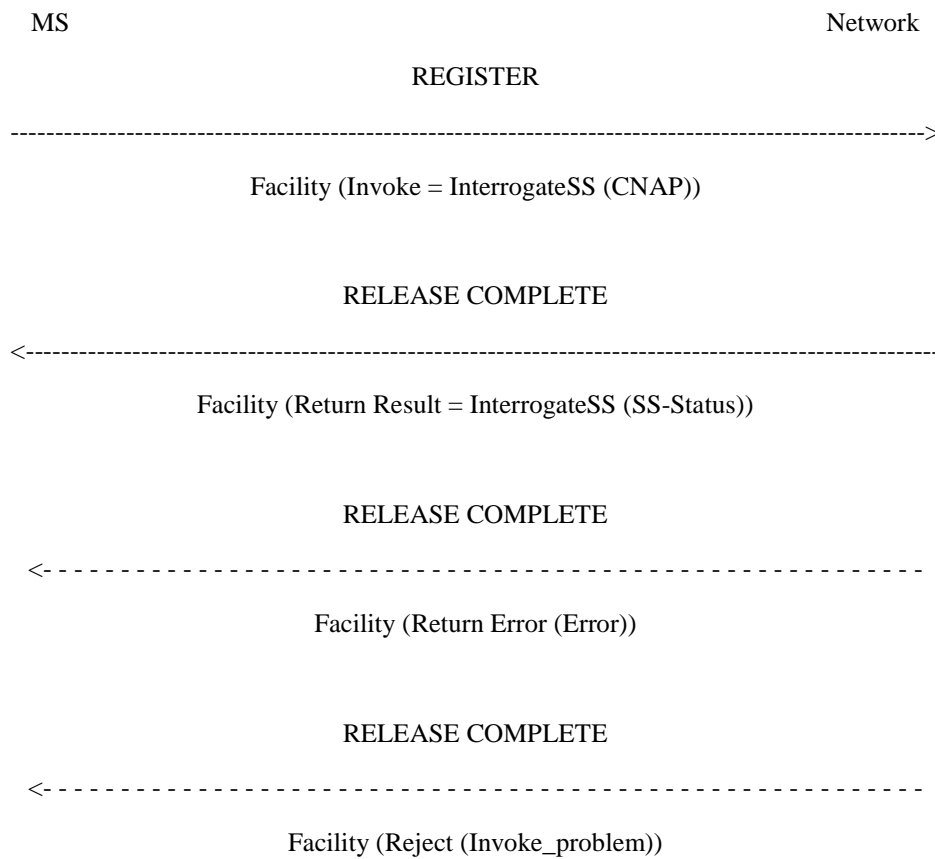 MS Network
REGISTER
------------------------------------------------------------------------------------------------------->
Facility (Invoke = InterrogateSS (CNAP))
RELEASE COMPLETE
<-------------------------------------------------------------------------------------------------------
Facility (Return Result = InterrogateSS (SS-Status))
RELEASE COMPLETE
<- - - - - - - - - - - - - - - - - - - - - - - - - - - - - - - - - - - - - - - - - - - - - - - - - - - - - - - - - -
Facility (Return Error (Error))
RELEASE COMPLETE
<- - - - - - - - - - - - - - - - - - - - - - - - - - - - - - - - - - - - - - - - - - - - - - - - - - - - - - - - - -
Facility (Reject (Invoke_problem))